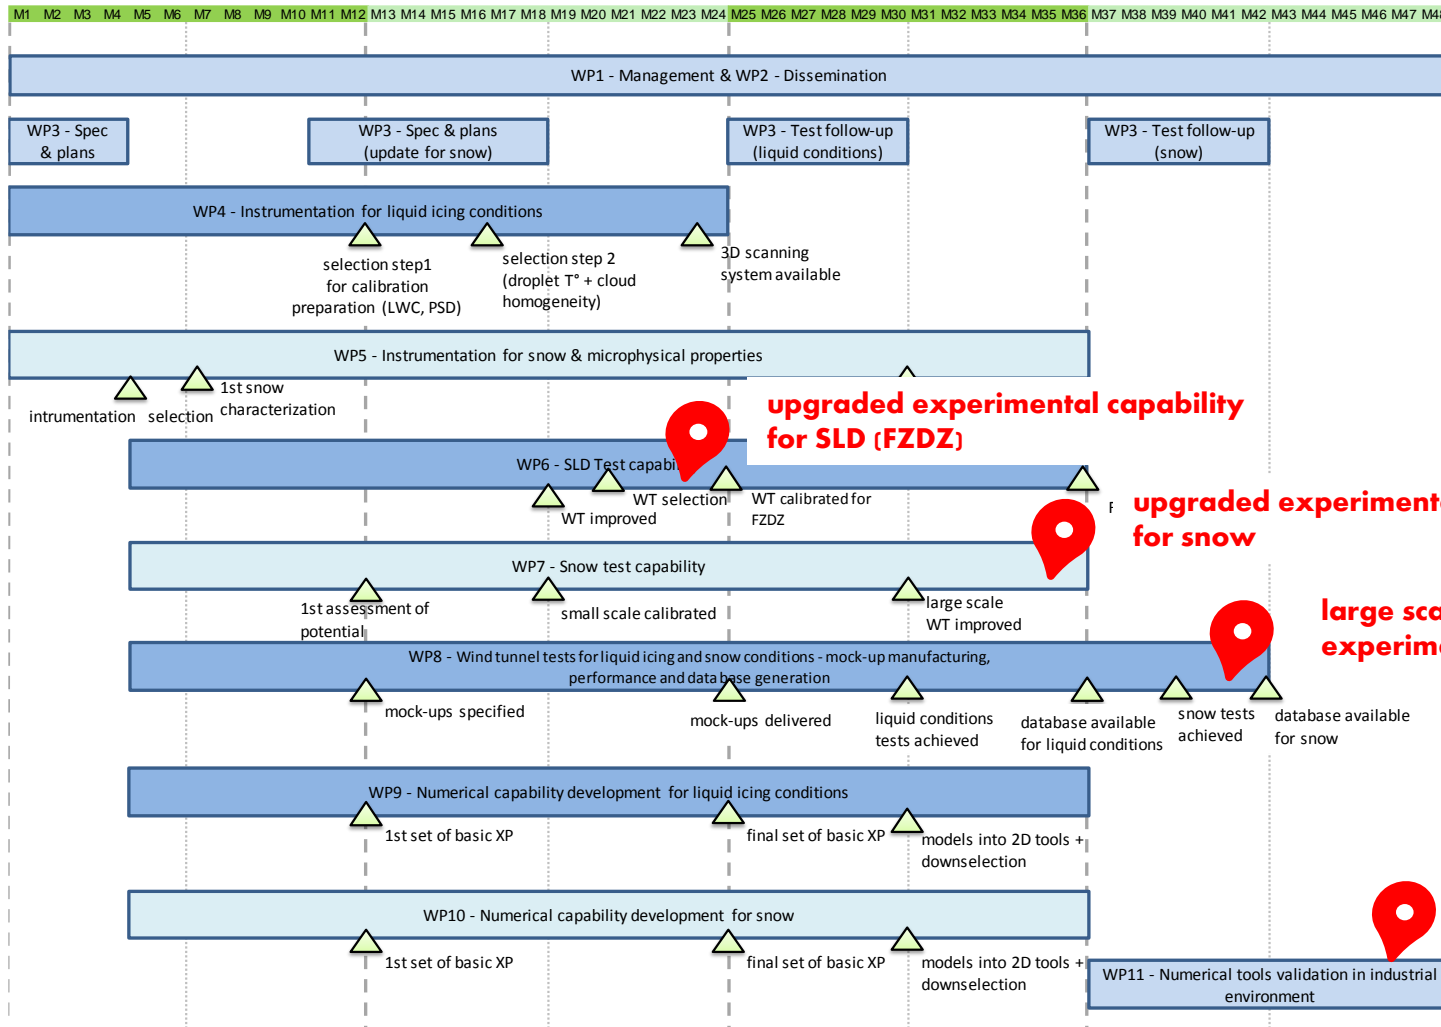 M1 M2 M3 M4 M5 M6 M7 M8 M9 M10 M11 M12 M13 M14 M15 M16 M17 M18 M19 M20 M21 M22 M23 M24 M25 M26 M27 M28 M29 M30 M31 M32 M33 M34 M35 M36 M37 M38 M39 M40 M41 M42 M43 M44 M45 M46 M47 M48
WP1 - Management & WP2 - Dissemination
WP3 - Spec
& plans
WP3 - Spec & plans
(update for snow)
WP3 - Test follow-up
(liquid conditions)
WP3 - Test follow-up
(snow)
WP4 - Instrumentation for liquid icing conditions
selection step1
for calibration
preparation (LWC, PSD)
selection step 2
(droplet T° + cloud
homogeneity)
3D scanning
system available
WP5 - Instrumentation for snow & microphysical properties
intrumentation selection
1st snow
characterization
upgraded experimental capability
for SLD (FZDZ)
WP6 - SLD Test capabi
WT improved
WT selection
WT calibrated for
FZDZ
F
upgraded experiment
for snow
WP7 - Snow test capability
1st assessment of
potential
small scale calibrated
large scale
WT improved
large sca
experime
WP8 - Wind tunnel tests for liquid icing and snow conditions - mock-up manufacturing,
performance and data base generation
mock-ups specified
mock-ups delivered
liquid conditions
tests achieved
database available
for liquid conditions
snow tests
achieved
database available
for snow
WP9 - Numerical capability development for liquid icing conditions
1st set of basic XP
final set of basic XP
models into 2D tools +
downselection
WP10 - Numerical capability development for snow
1st set of basic XP
final set of basic XP
models into 2D tools +
downselection
WP11 - Numerical tools validation in industrial
environment